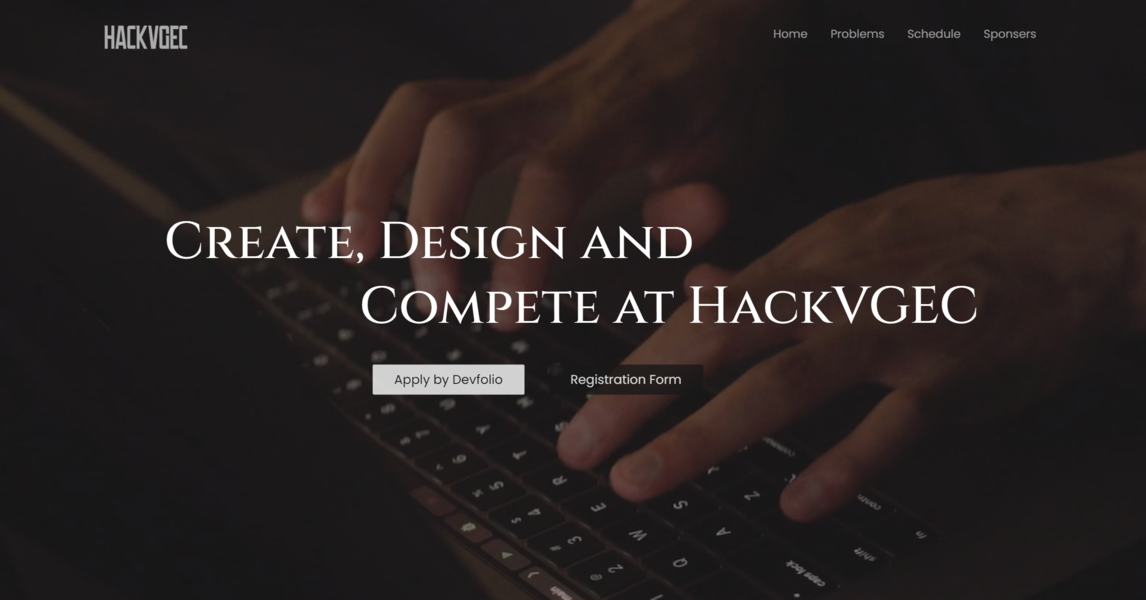 HACKVGEC
Home Problems Schedule Sponsers
Create, Design and
Compete at HackVGEC
Apply by Devfolio Registration Form